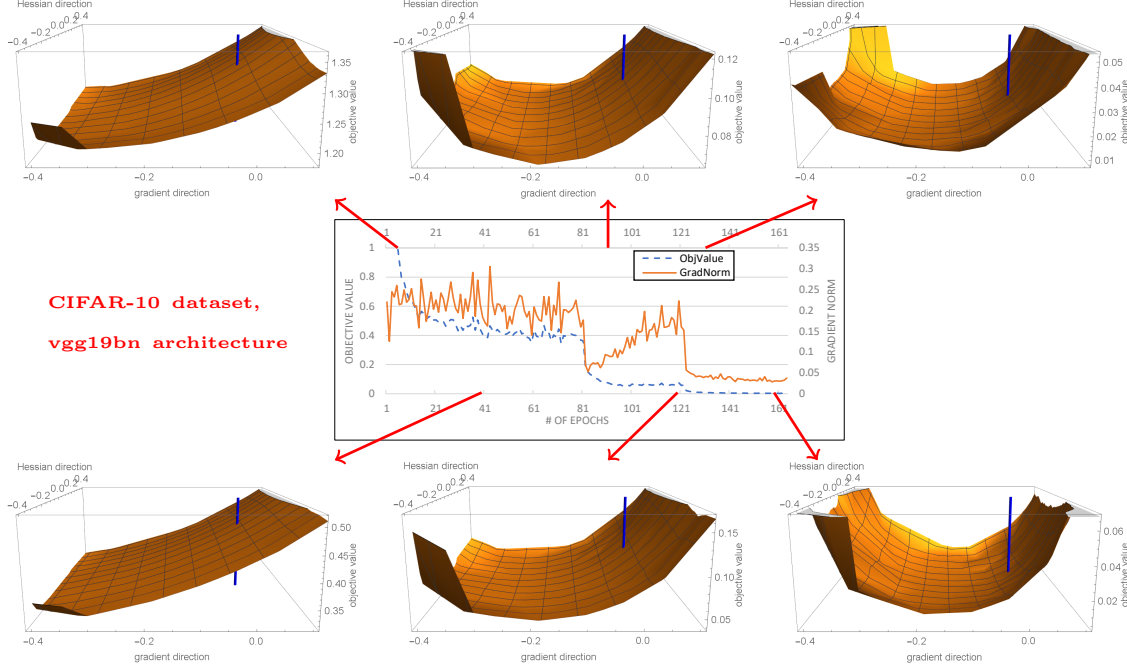 Hessian direction
−0.4 −0.2 0.0 0.2 0.4
1.35
1.30
1.25
1.20
objective value
−0.4 −0.2 0.0
gradient direction
Hessian direction
−0.4 −0.2 0.0 0.2 0.4
0.12
0.10
0.08
objective value
−0.4 −0.2 0.0
gradient direction
Hessian direction
−0.4 −0.2 0.0 0.2 0.4
0.05
0.04
0.03
0.02
0.01
objective value
−0.4 −0.2 0.0
gradient direction
CIFAR-10 dataset,
vgg19bn architecture
1 21 41 61 81 101 121 141 161
1
0.8
0.6
0.4
0.2
0
OBJECTIVE VALUE
ObjValue
GradNorm
0.35
0.3
0.25
0.2
0.15
0.1
0.05
0
GRADIENT NORM
1 21 41 61 81 101 121 141 161
# OF EPOCHS
Hessian direction
−0.4 −0.2 0.0 0.2 0.4
0.50
0.45
0.40
0.35
objective value
−0.4 −0.2 0.0
gradient direction
Hessian direction
−0.4 −0.2 0.0 0.2 0.4
0.15
0.10
0.05
objective value
−0.4 −0.2 0.0
gradient direction
Hessian direction
−0.4 −0.2 0.0 0.2 0.4
0.06
0.04
0.02
objective value
−0.4 −0.2 0.0
gradient direction